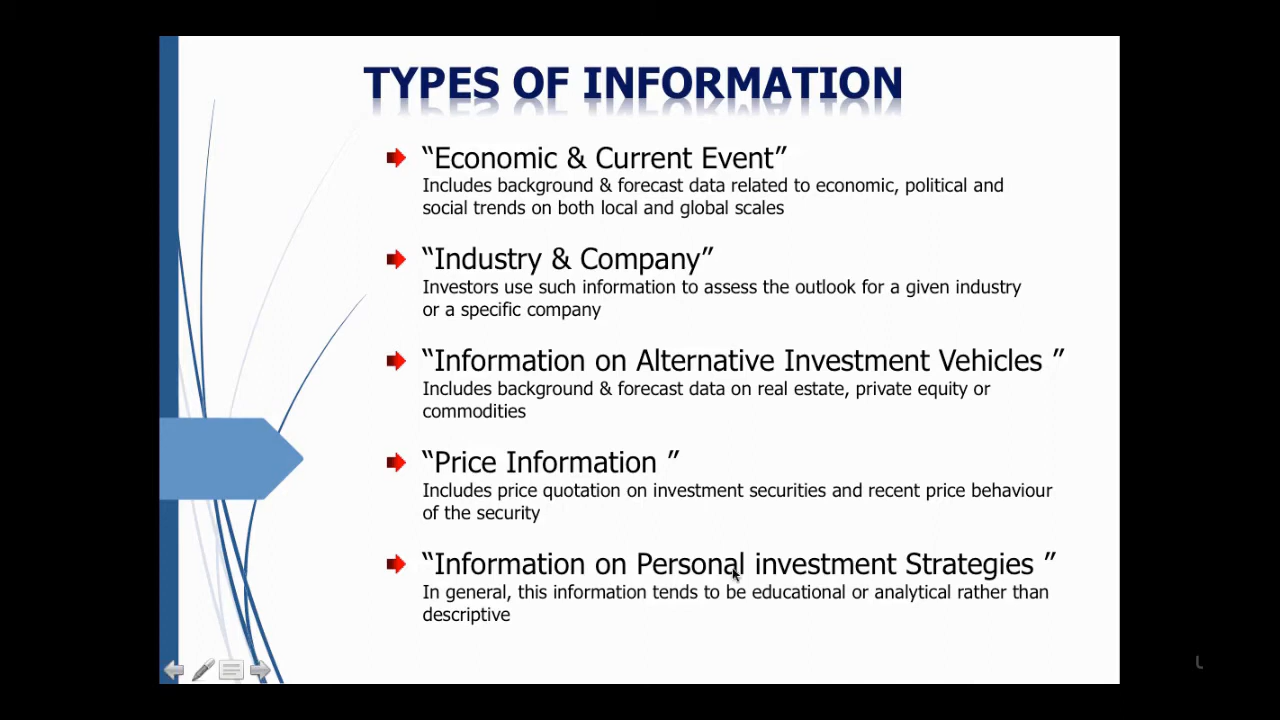 TYPES OF INFORMATION
“Economic & Current Event”
Includes background & forecast data related to economic, political and
social trends on both local and global scales
“Industry & Company”
Investors use such information to assess the outlook for a given industry
or a specific company
“Information on Alternative Investment Vehicles ”
Includes background & forecast data on real estate, private equity or
commodities
“Price Information ”
Includes price quotation on investment securities and recent price behaviour
of the security
“Information on Personal investment Strategies ”
In general, this information tends to be educational or analytical rather than
descriptive